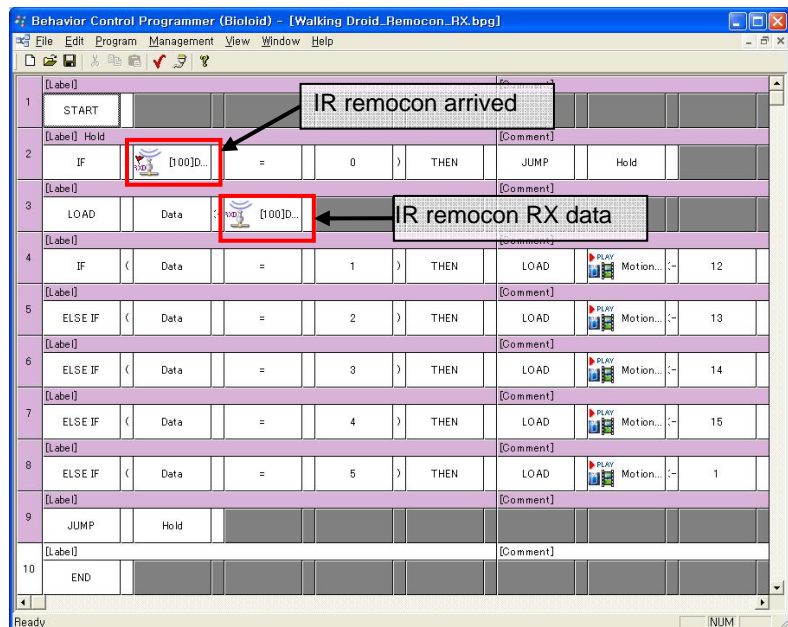 Behavior Control Programmer (Bioloid) - [Walking Droid_Remocon_RX.bpg]
File Edit Program Management View Window Help
[Label]
1 START
IR remocon arrived
[Label] Hold [Comment]
2 IF RXD [100]D... = 0 ) THEN JUMP Hold
[Label] [Comment]
3 LOAD Data <- RXD [100]D...
IR remocon RX data
[Label] [Comment]
4 IF ( Data = 1 ) THEN LOAD PLAY Motion... <- 12
[Label] [Comment]
5 ELSE IF ( Data = 2 ) THEN LOAD PLAY Motion... <- 13
[Label] [Comment]
6 ELSE IF ( Data = 3 ) THEN LOAD PLAY Motion... <- 14
[Label] [Comment]
7 ELSE IF ( Data = 4 ) THEN LOAD PLAY Motion... <- 15
[Label] [Comment]
8 ELSE IF ( Data = 5 ) THEN LOAD PLAY Motion... <- 1
[Label] [Comment]
9 JUMP Hold
[Label] [Comment]
10 END
Ready NUM